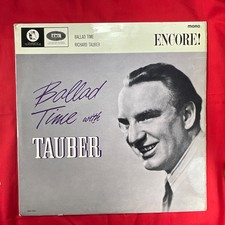 mono
BALLAD TIME
RICHARD TAUBER
ENCORE!
Ballad
Time with
TAUBER